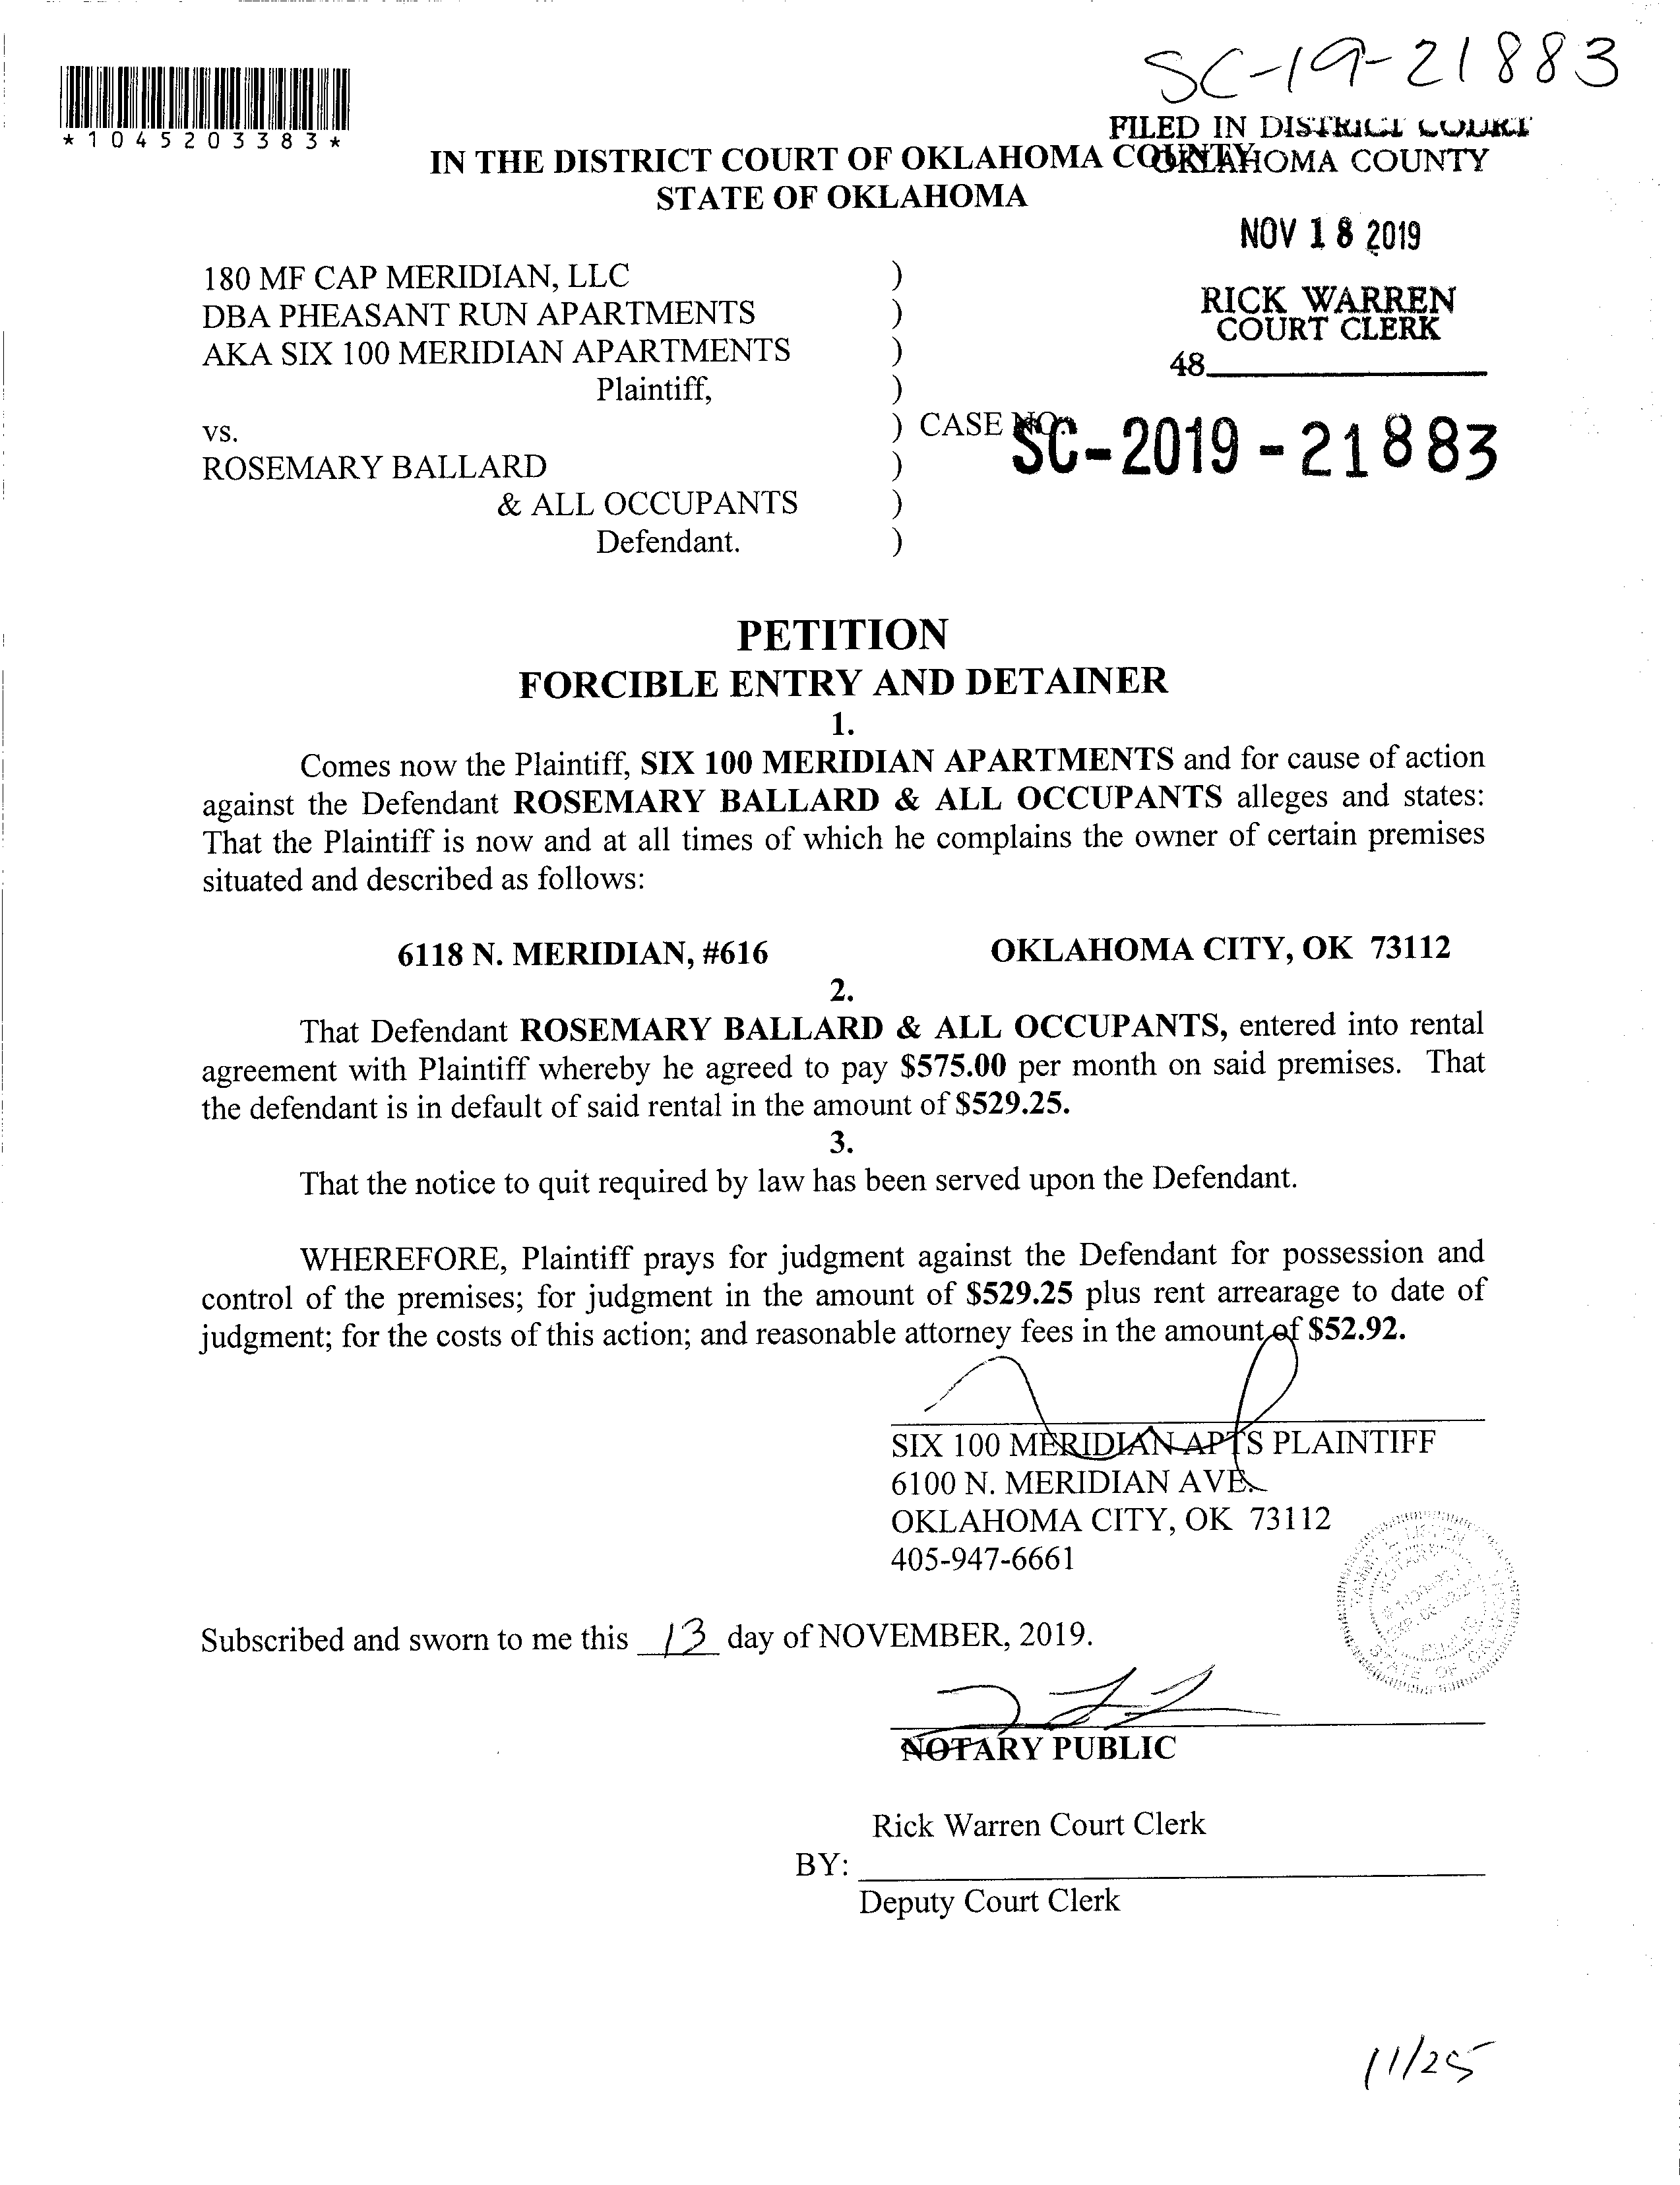 SC-19-21883
*1045203383*
FILED IN DISTRICT COURT
IN THE DISTRICT COURT OF OKLAHOMA COUNTY
OKLAHOMA COUNTY
STATE OF OKLAHOMA
NOV 18 2019
180 MF CAP MERIDIAN, LLC )
DBA PHEASANT RUN APARTMENTS )
RICK WARREN
COURT CLERK
AKA SIX 100 MERIDIAN APARTMENTS )
48
Plaintiff, )
vs. ) CASE NO.
SC-2019-21883
ROSEMARY BALLARD )
& ALL OCCUPANTS )
Defendant. )
PETITION
FORCIBLE ENTRY AND DETAINER
1.
Comes now the Plaintiff, SIX 100 MERIDIAN APARTMENTS and for cause of action
against the Defendant ROSEMARY BALLARD & ALL OCCUPANTS alleges and states:
That the Plaintiff is now and at all times of which he complains the owner of certain premises
situated and described as follows:
6118 N. MERIDIAN, #616 OKLAHOMA CITY, OK 73112
2.
That Defendant ROSEMARY BALLARD & ALL OCCUPANTS, entered into rental
agreement with Plaintiff whereby he agreed to pay $575.00 per month on said premises. That
the defendant is in default of said rental in the amount of $529.25.
3.
That the notice to quit required by law has been served upon the Defendant.
WHEREFORE, Plaintiff prays for judgment against the Defendant for possession and
control of the premises; for judgment in the amount of $529.25 plus rent arrearage to date of
judgment; for the costs of this action; and reasonable attorney fees in the amount of $52.92.
SIX 100 MERIDIAN APTS PLAINTIFF
6100 N. MERIDIAN AVE.
OKLAHOMA CITY, OK 73112
405-947-6661
Subscribed and sworn to me this 13 day of NOVEMBER, 2019.
NOTARY PUBLIC
STATE OF
Rick Warren Court Clerk
BY:
Deputy Court Clerk
11/25